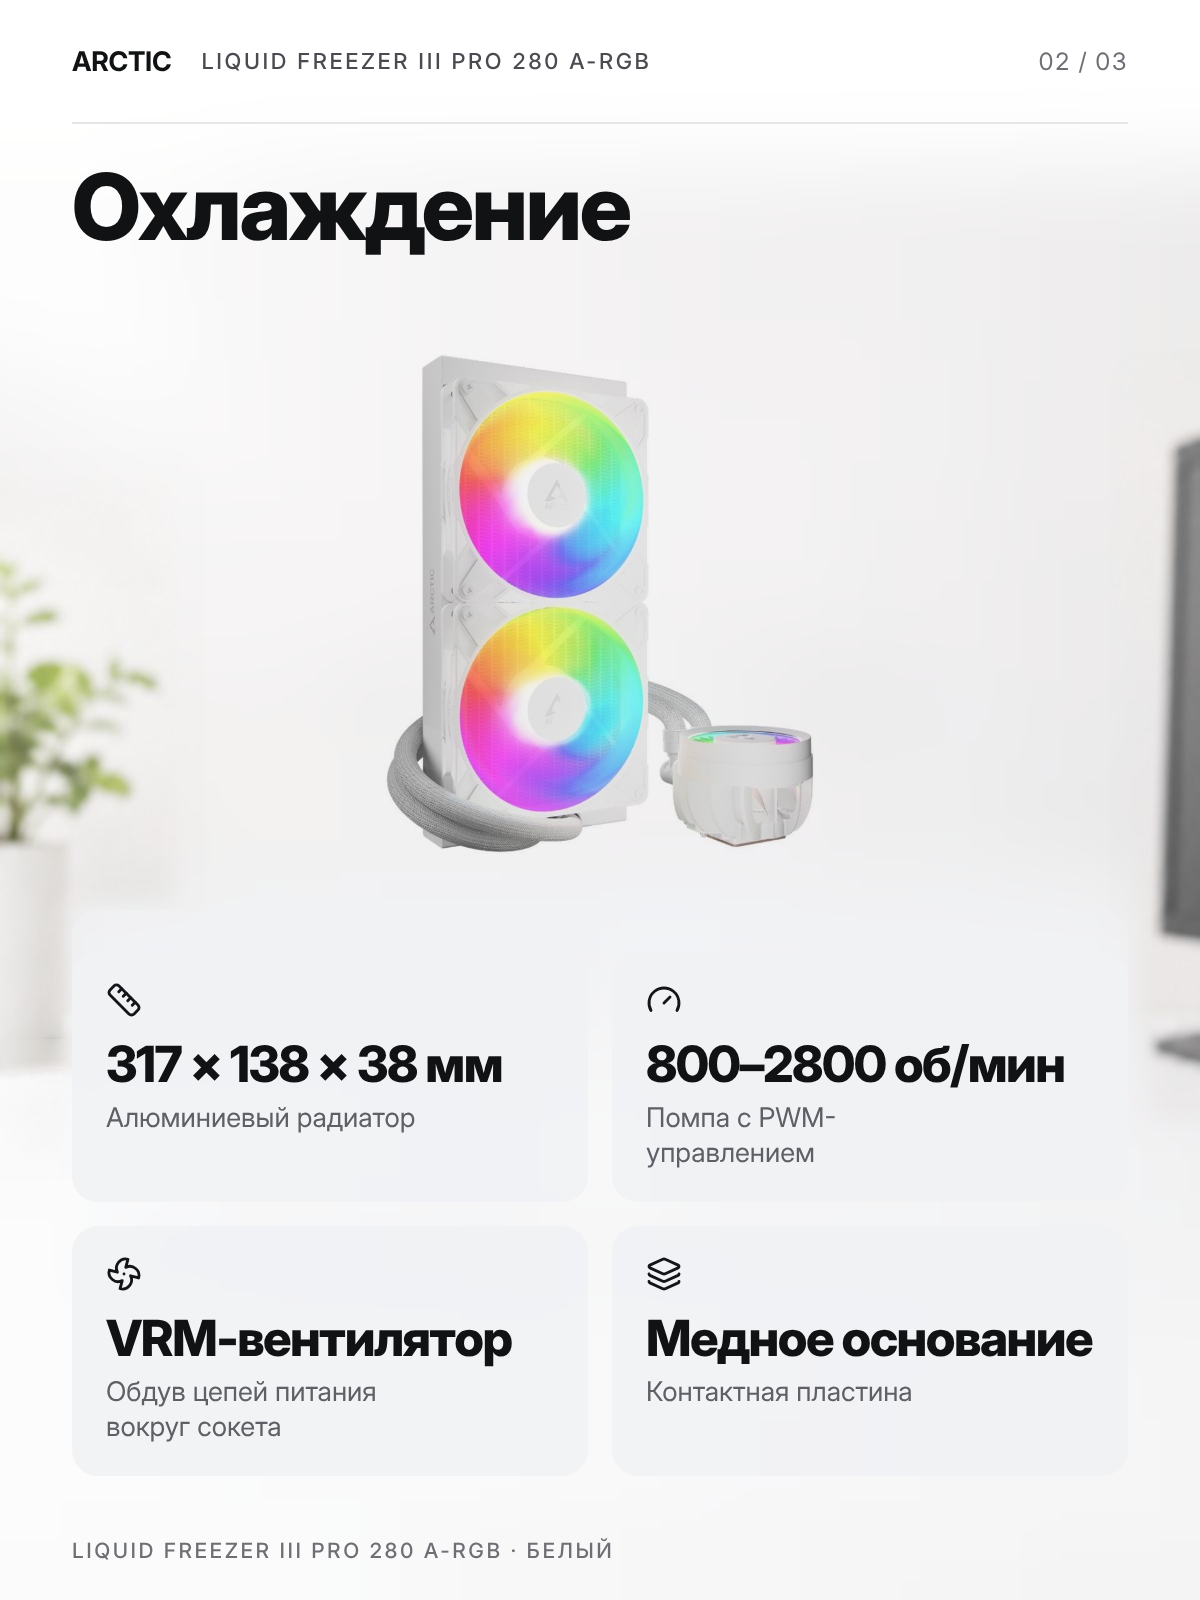 ARCTIC LIQUID FREEZER III PRO 280 A-RGB 02 / 03
Охлаждение
ARCTIC
317 × 138 × 38 мм
Алюминиевый радиатор
800–2800 об/мин
Помпа с PWM-
управлением
VRM-вентилятор
Обдув цепей питания
вокруг сокета
Медное основание
Контактная пластина
LIQUID FREEZER III PRO 280 A-RGB · БЕЛЫЙ